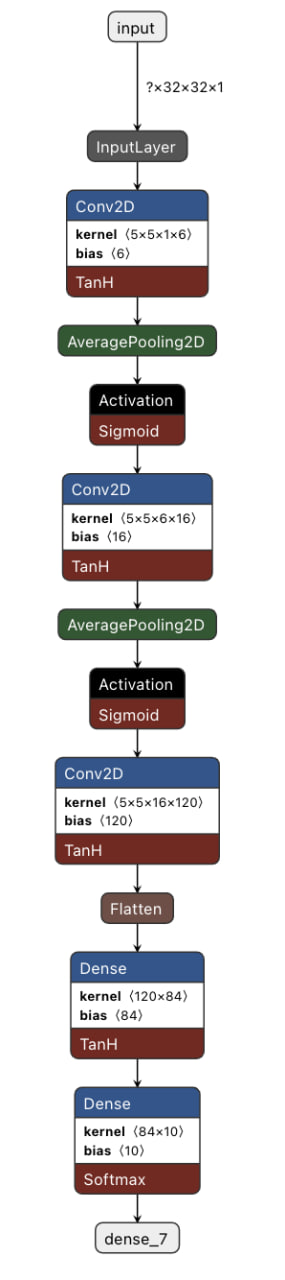 input
?×32×32×1
InputLayer
Conv2D
kernel ⟨5×5×1×6⟩
bias ⟨6⟩
TanH
AveragePooling2D
Activation
Sigmoid
Conv2D
kernel ⟨5×5×6×16⟩
bias ⟨16⟩
TanH
AveragePooling2D
Activation
Sigmoid
Conv2D
kernel ⟨5×5×16×120⟩
bias ⟨120⟩
TanH
Flatten
Dense
kernel ⟨120×84⟩
bias ⟨84⟩
TanH
Dense
kernel ⟨84×10⟩
bias ⟨10⟩
Softmax
dense_7